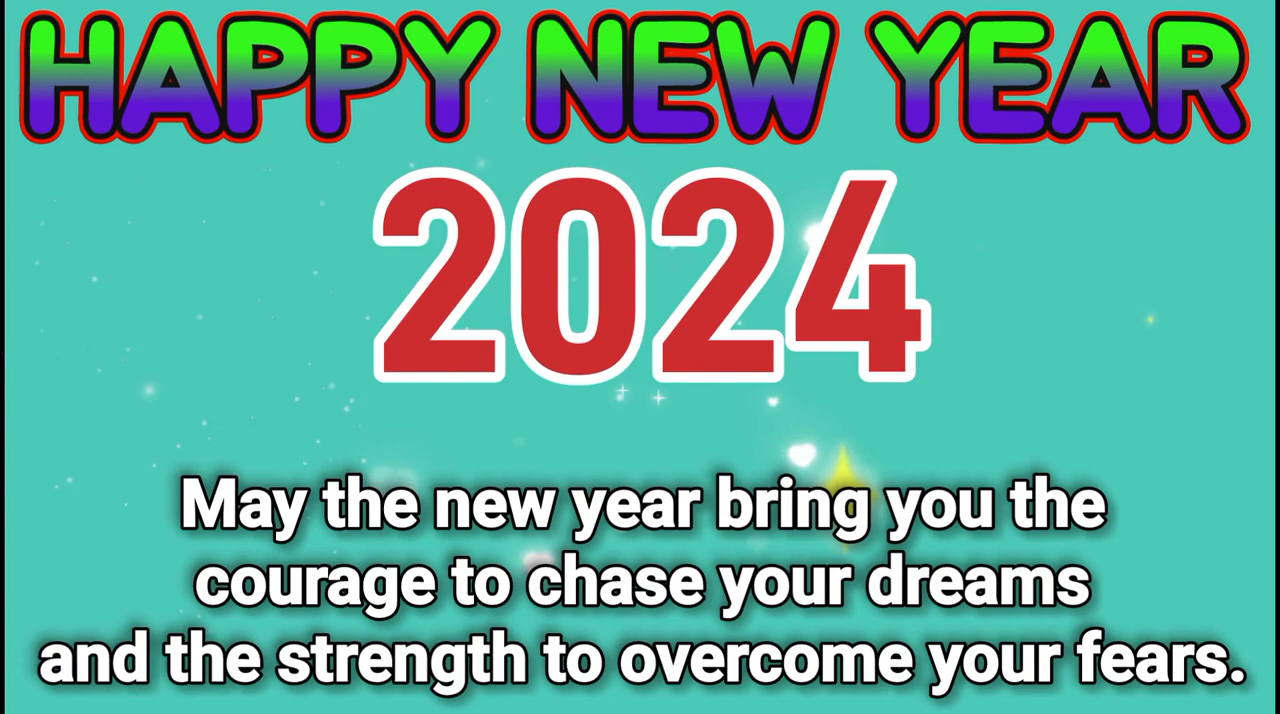 HAPPY NEW YEAR
2024
May the new year bring you the
courage to chase your dreams
and the strength to overcome your fears.